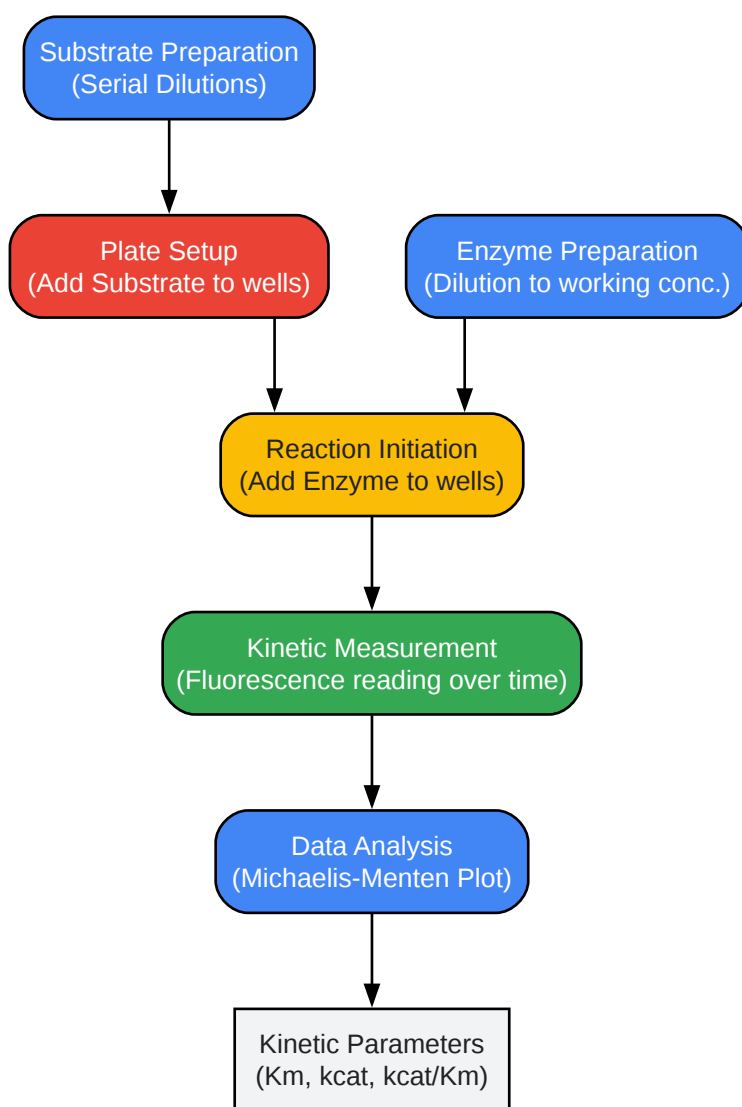 Substrate Preparation
(Serial Dilutions)
Plate Setup
(Add Substrate to wells)
Enzyme Preparation
(Dilution to working conc.)
Reaction Initiation
(Add Enzyme to wells)
Kinetic Measurement
(Fluorescence reading over time)
Data Analysis
(Michaelis-Menten Plot)
Kinetic Parameters
(Km, kcat, kcat/Km)